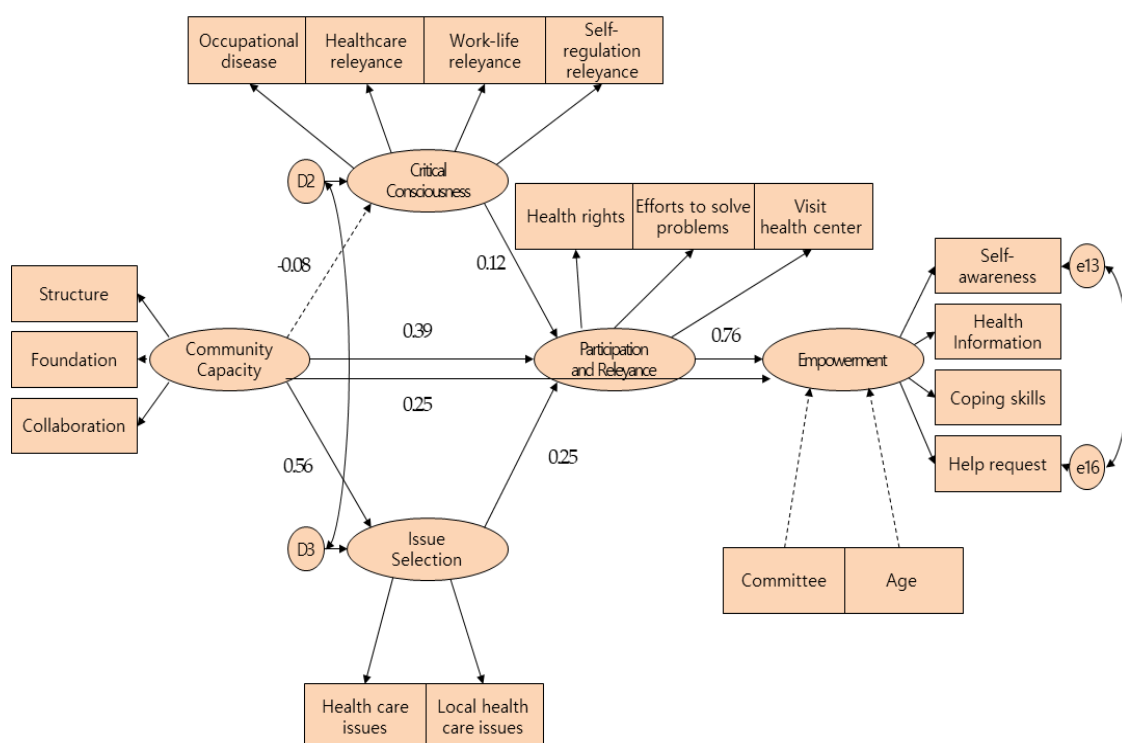 Occupational
disease
Healthcare
releyance
Work-life
releyance
Self-
regulation
releyance
D2
Critical
Consciousness
Health rights
Efforts to solve
problems
Visit
health center
-0.08
0.12
Self-
awareness
e13
Structure
Foundation
Collaboration
Community
Capacity
0.39
Participation
and Releyance
0.76
Empowerment
Health
Information
Coping skills
Help request
e16
0.25
0.56
0.25
D3
Issue
Selection
Committee
Age
Health care
issues
Local health
care issues